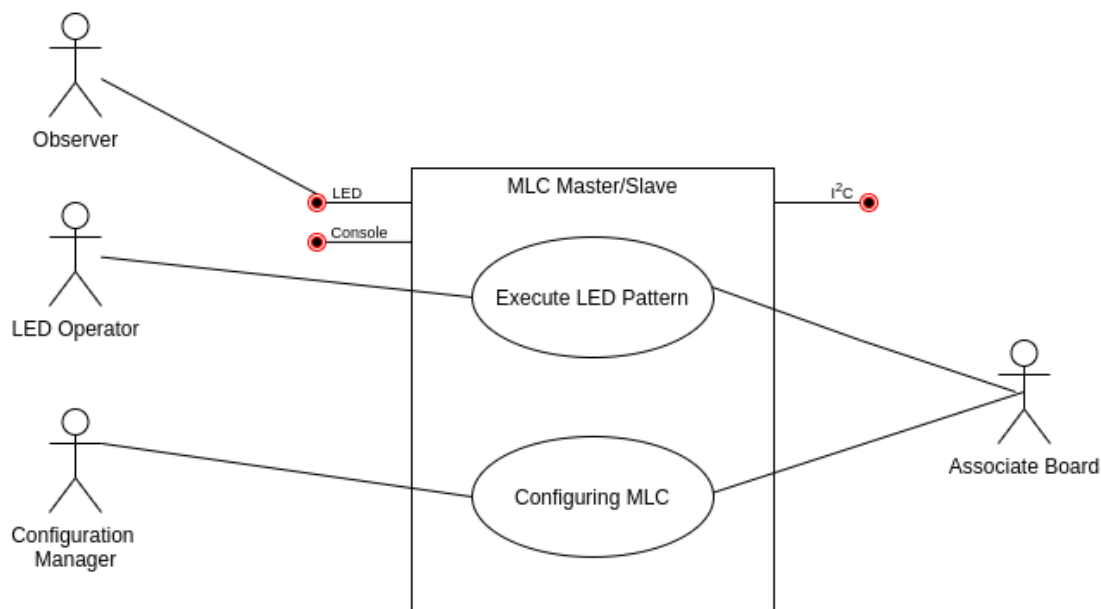 Observer
LED
MLC Master/Slave
I²C
Console
Execute LED Pattern
LED Operator
Associate Board
Configuring MLC
Configuration
Manager